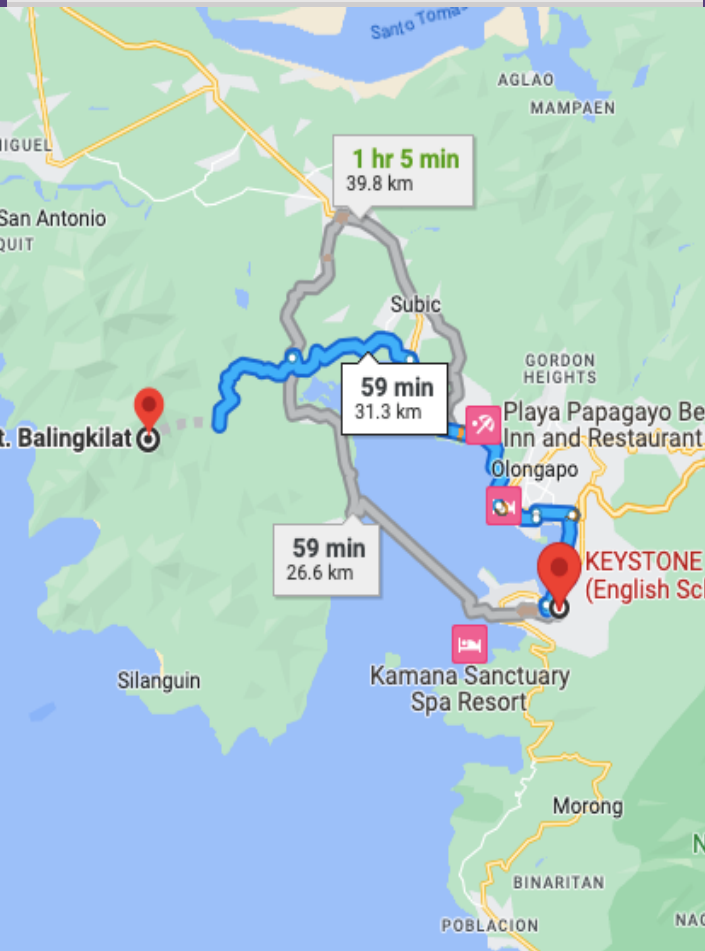 Santo Tomas
AGLAO
MAMPAEN
IGUEL
1 hr 5 min
39.8 km
San Antonio
QUIT
Subic
GORDON
HEIGHTS
59 min
31.3 km
Playa Papagayo Be
Inn and Restaurant
t. Balingkilat
Olongapo
59 min
26.6 km
KEYSTONE
(English Sc
Kamana Sanctuary
Spa Resort
Silanguin
Morong
N
BINARITAN
POBLACION
NAG